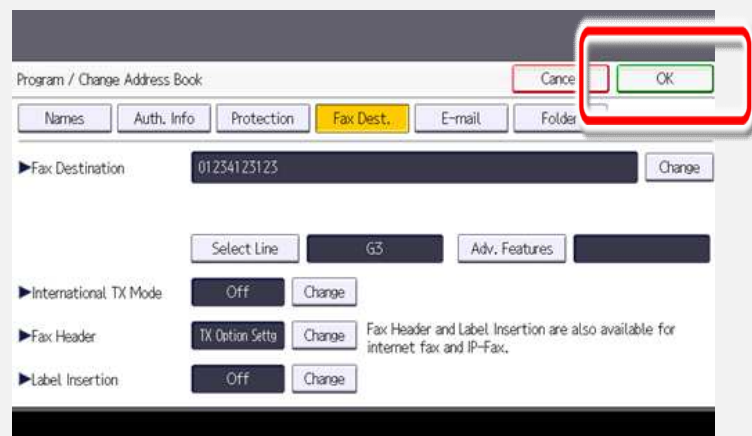 Program / Change Address Book
Cance
OK
Names
Auth. Info
Protection
Fax Dest.
E-mail
Folder
►Fax Destination
01234123123
Change
Select Line
G3
Adv. Features
►International TX Mode
Off
Change
►Fax Header
TX Option Settg
Change
Fax Header and Label Insertion are also available for
internet fax and IP-Fax.
►Label Insertion
Off
Change